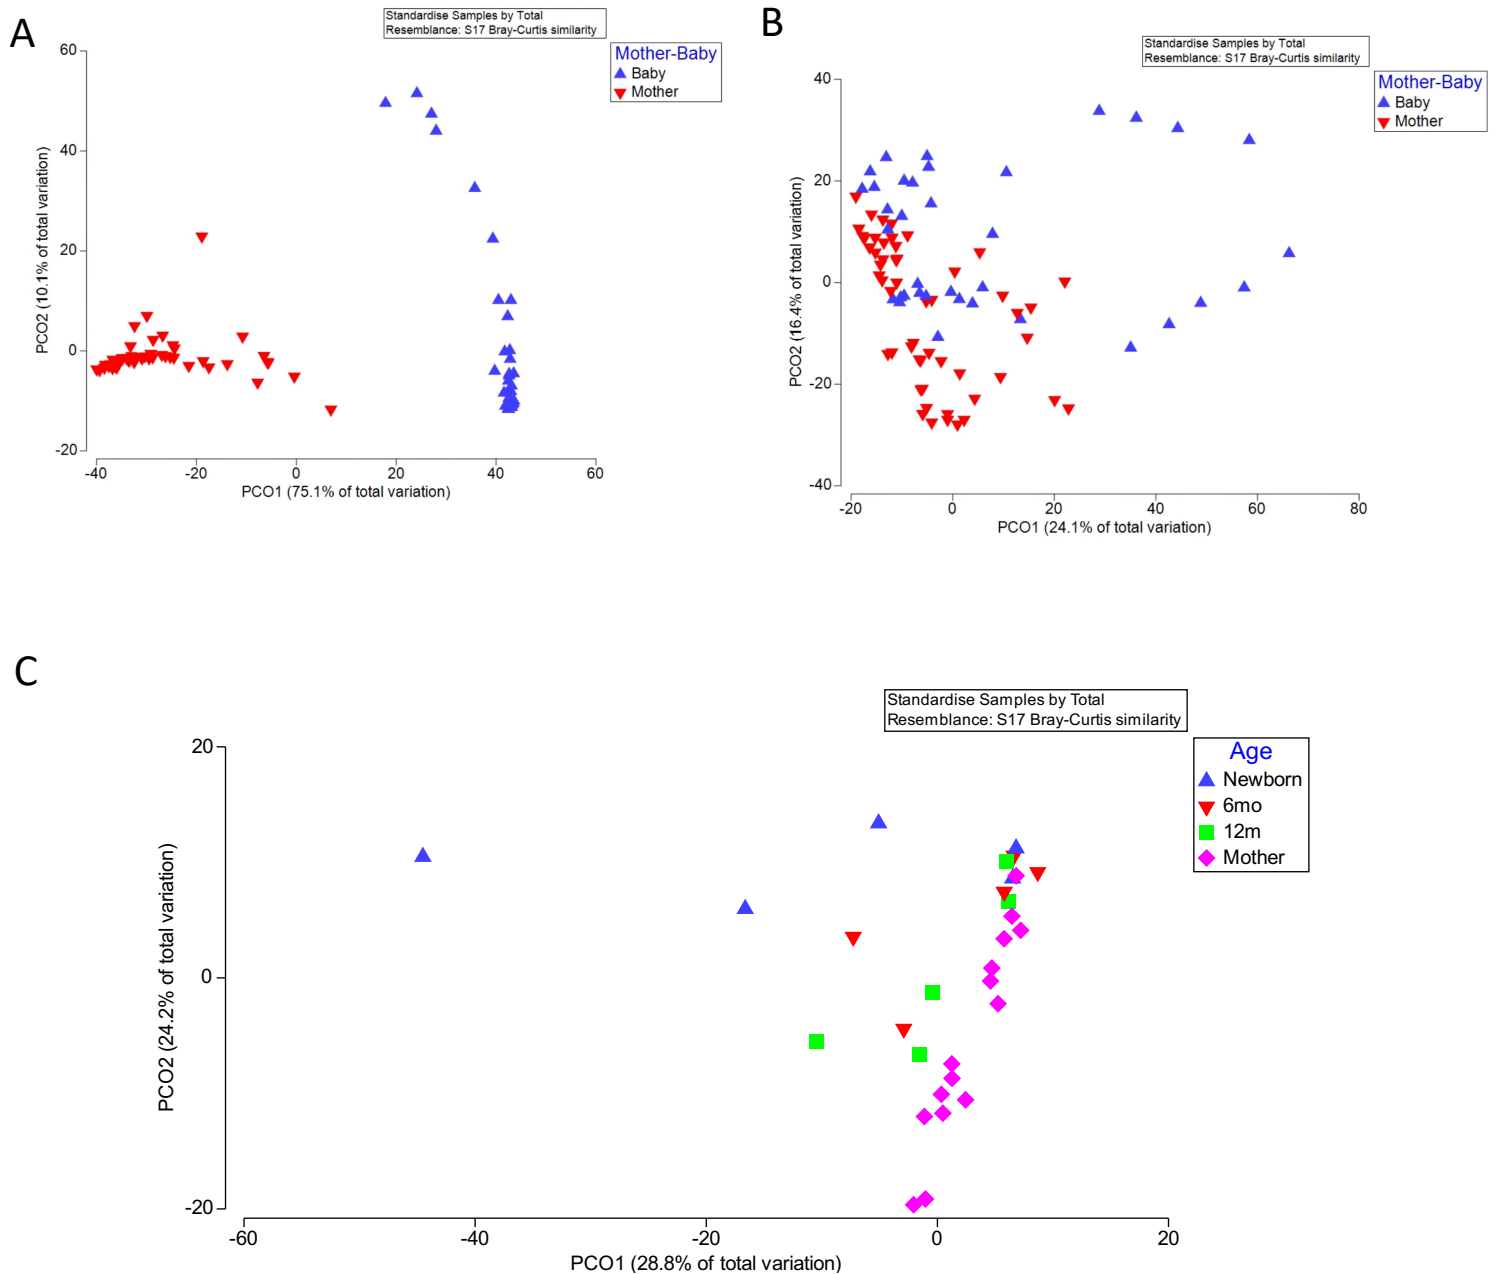 A
Standardise Samples by Total
Resemblance: S17 Bray-Curtis similarity
Mother-Baby
Baby
Mother
60
40
20
0
-20
PCO2 (10.1% of total variation)
-40
-20
0
20
40
60
PCO1 (75.1% of total variation)
B
Standardise Samples by Total
Resemblance: S17 Bray-Curtis similarity
Mother-Baby
Baby
Mother
40
20
0
-20
-40
PCO2 (16.4% of total variation)
-20
0
20
40
60
80
PCO1 (24.1% of total variation)
C
Standardise Samples by Total
Resemblance: S17 Bray-Curtis similarity
Age
Newborn
6mo
12m
Mother
20
0
-20
PCO2 (24.2% of total variation)
-60
-40
-20
0
20
PCO1 (28.8% of total variation)